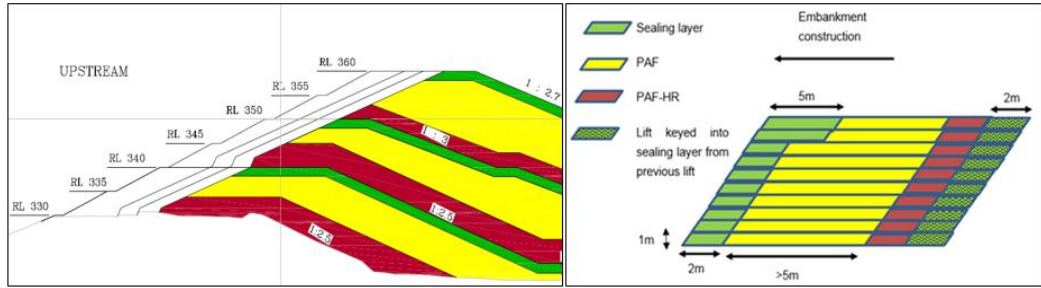 UPSTREAM
RL 360
RL 355
RL 350
RL 345
RL 340
RL 335
RL 330
1 : 2.7
1 : 3
1:2.5
1:2.5
Sealing layer
PAF
PAF-HR
Lift keyed into
sealing layer from
previous lift
Embankment
construction
5m
2m
1m
2m
>5m